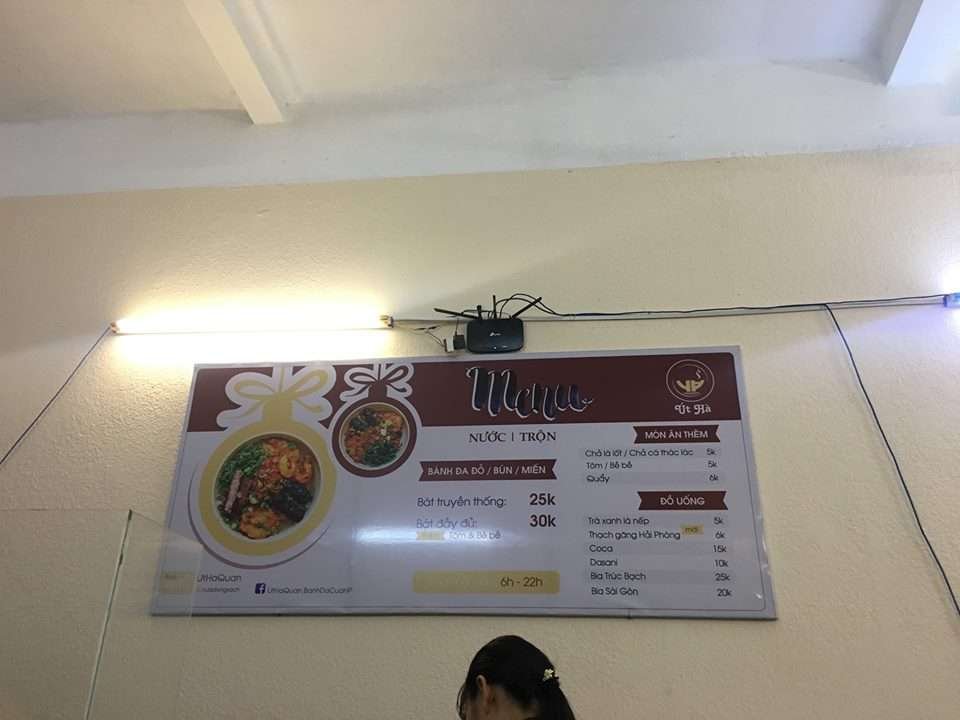 Menu
NƯỚC | TRỘN
BÁNH ĐA ĐỎ / BÚN / MIẾN
Bát truyền thống: 25k
Bát đầy đủ: 30k
Tôm & Bề bề
6h - 22h
UtHaQuan
UtHaQuan.BanhDaCuaHP
Út Hà
MÓN ĂN THÊM
Chả lá lốt / Chả cá thác lác 5k
Tôm / Bề bề 5k
Quẩy 6k
ĐỒ UỐNG
Trà xanh lá nếp 5k
Thạch găng Hải Phòng mới 6k
Coca 15k
Dasani 10k
Bia Trúc Bạch 25k
Bia Sài Gòn 20k